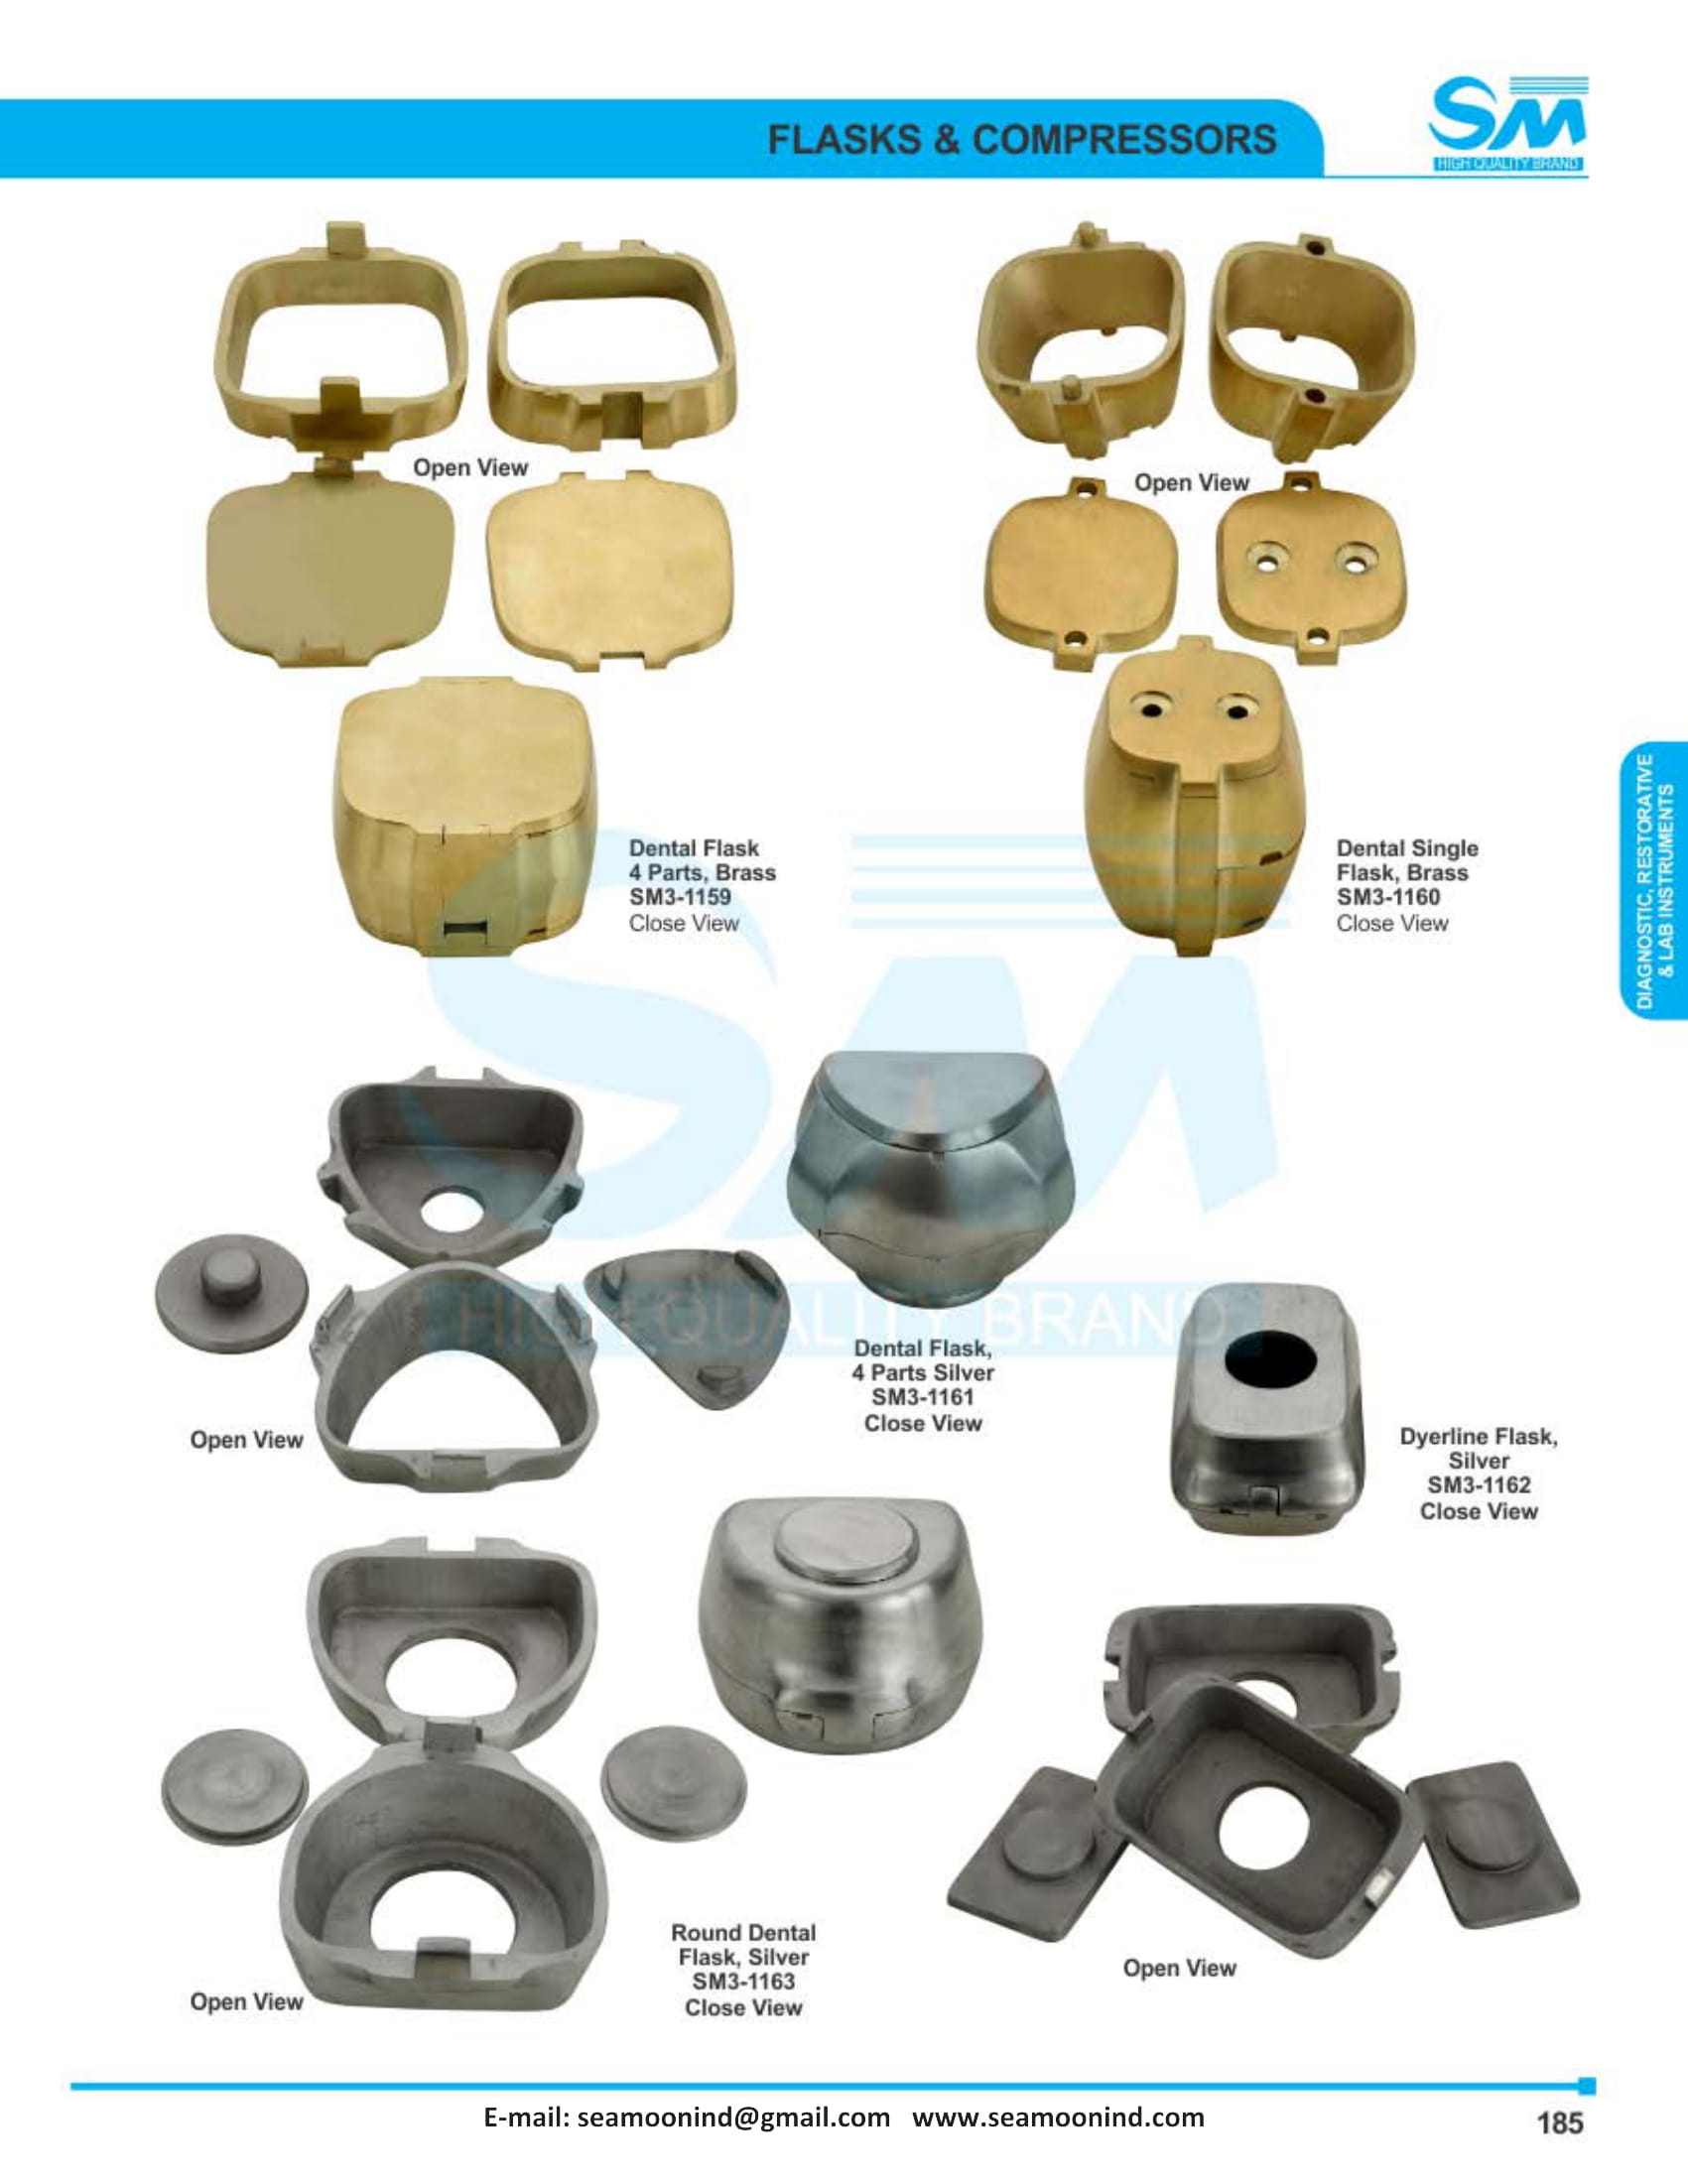 FLASKS & COMPRESSORS
SM
HIGH QUALITY BRAND
Open View
Open View
Dental Flask
4 Parts, Brass
SM3-1159
Close View
Dental Single
Flask, Brass
SM3-1160
Close View
DIAGNOSTIC, RESTORATIVE
& LAB INSTRUMENTS
SM
HIGH QUALITY BRAND
Dental Flask,
4 Parts Silver
SM3-1161
Close View
Open View
Dyerline Flask,
Silver
SM3-1162
Close View
Round Dental
Flask, Silver
SM3-1163
Close View
Open View
Open View
E-mail: seamoonind@gmail.com www.seamoonind.com
185